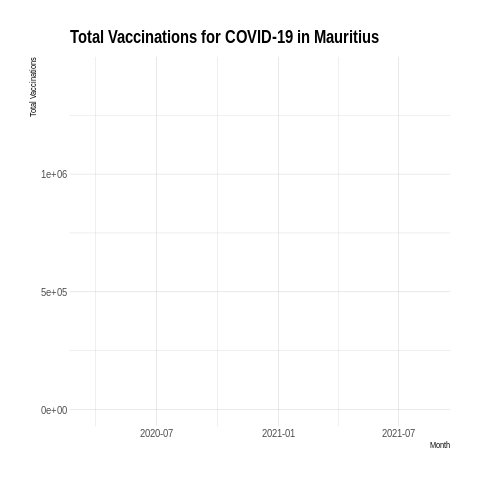 Total Vaccinations for COVID-19 in Mauritius
Total Vaccinations
1e+06
5e+05
0e+00
2020-07 2021-01 2021-07
Month